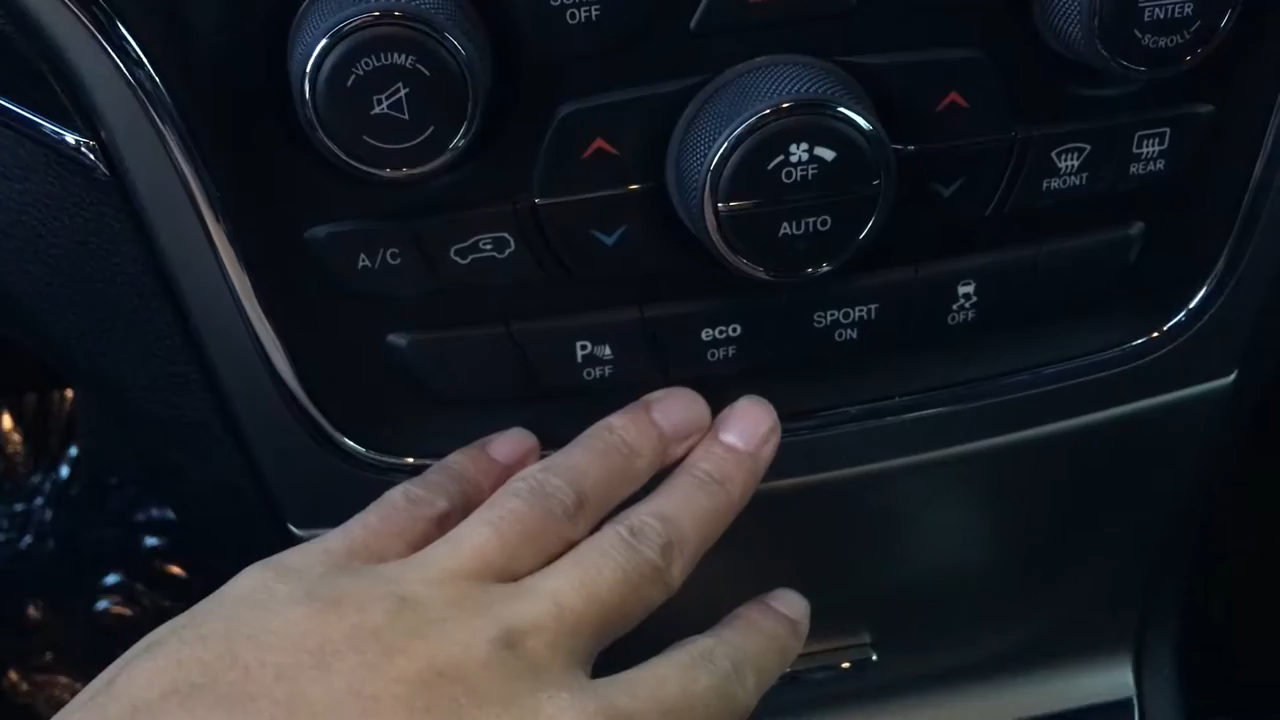 OFF
ENTER
SCROLL
VOLUME
OFF
AUTO
FRONT
REAR
A/C
P
OFF
eco
OFF
SPORT
ON
OFF